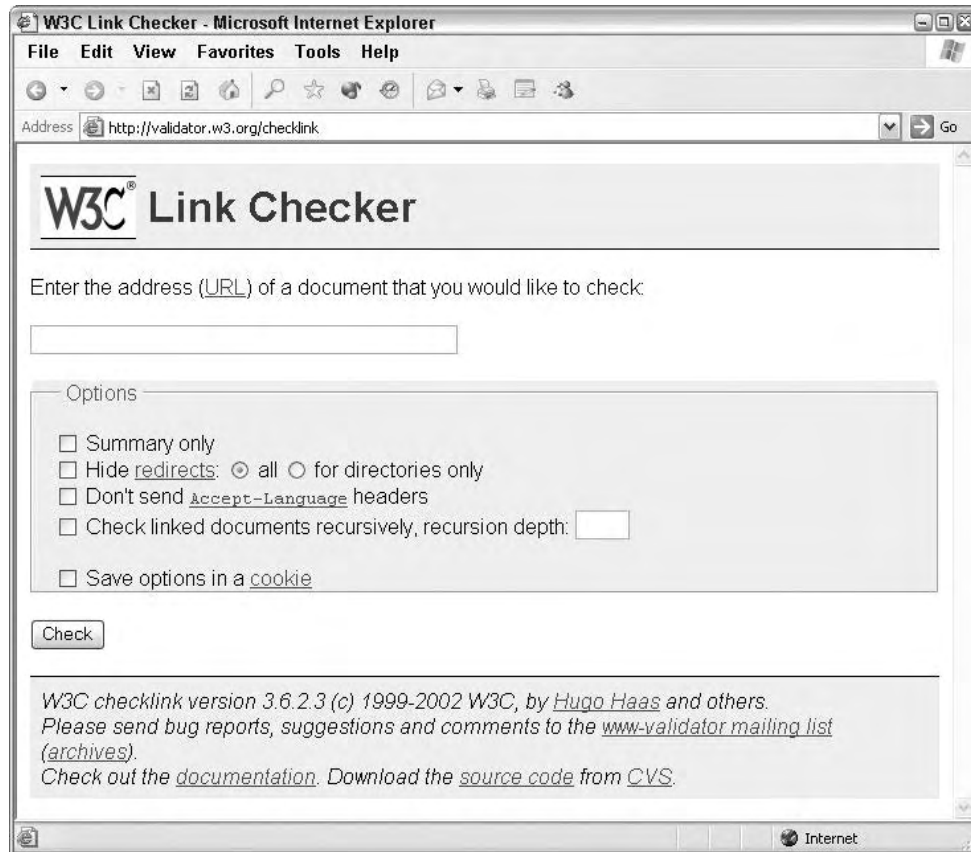 W3C Link Checker - Microsoft Internet Explorer
File Edit View Favorites Tools Help
Address http://validator.w3.org/checklink Go
W3C® Link Checker
Enter the address (URL) of a document that you would like to check:
Options
Summary only
Hide redirects: all for directories only
Don't send Accept-Language headers
Check linked documents recursively, recursion depth:
Save options in a cookie
Check
W3C checklink version 3.6.2.3 (c) 1999-2002 W3C, by Hugo Haas and others.
Please send bug reports, suggestions and comments to the www-validator mailing list
(archives).
Check out the documentation. Download the source code from CVS.
Internet